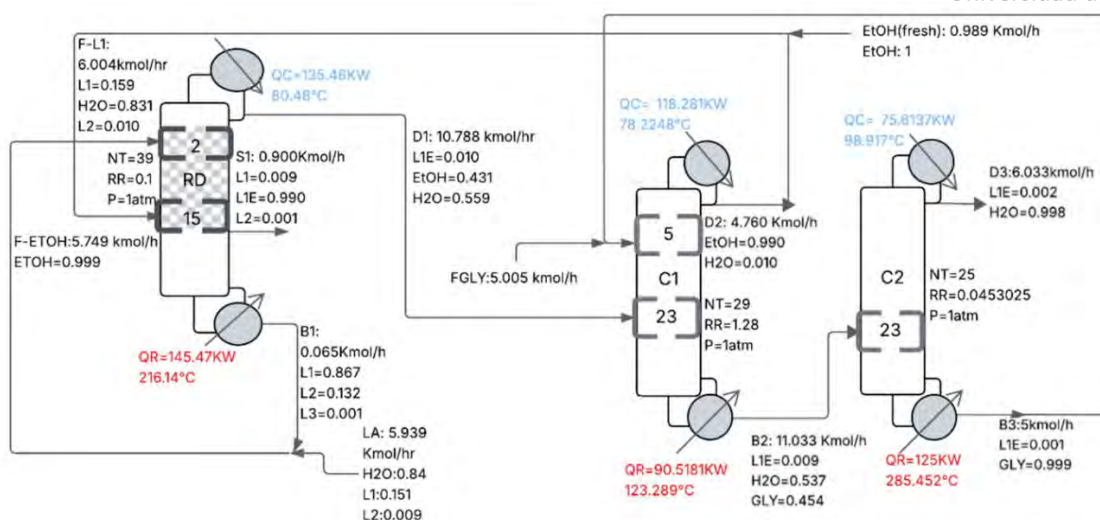 EtOH(fresh): 0.989 Kmol/h
EtOH: 1
F-L1:
6.004kmol/hr
L1=0.159
H2O=0.831
L2=0.010
QC=135.46KW
80.48°C
2
NT=39
RR=0.1
P=1atm
RD
15
S1: 0.900Kmol/h
L1=0.009
L1E=0.990
L2=0.001
F-ETOH:5.749 kmol/h
ETOH=0.999
QR=145.47KW
216.14°C
B1:
0.065Kmol/h
L1=0.867
L2=0.132
L3=0.001
LA: 5.939
Kmol/hr
H2O:0.84
L1:0.151
L2:0.009
D1: 10.788 kmol/hr
L1E=0.010
EtOH=0.431
H2O=0.559
FGLY:5.005 kmol/h
QC= 118.281KW
78.2248°C
5
C1
23
D2: 4.760 Kmol/h
EtOH=0.990
H2O=0.010
NT=29
RR=1.28
P=1atm
QR=90.5181KW
123.289°C
B2: 11.033 Kmol/h
L1E=0.009
H2O=0.537
GLY=0.454
QC= 75.6137KW
98.917°C
C2
23
D3:6.033kmol/h
L1E=0.002
H2O=0.998
NT=25
RR=0.0453025
P=1atm
QR=125KW
285.452°C
B3:5kmol/h
L1E=0.001
GLY=0.999